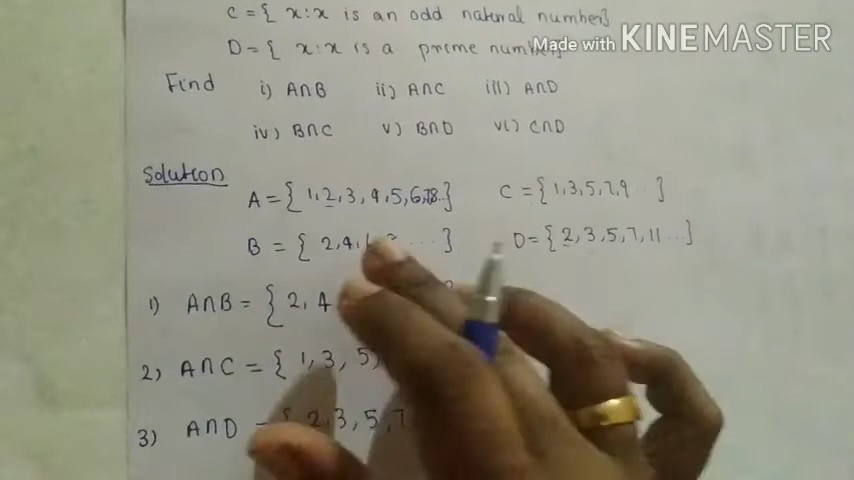 C = { x : x is an odd natural number}
D = { x : x is a prime number}
Made with KINEMASTER
Find i) A∩B ii) A∩C iii) A∩D
iv) B∩C v) B∩D vi) C∩D
Solution
A = { 1, 2, 3, 4, 5, 6, 7, 8 .. } C = { 1, 3, 5, 7, 9 ... }
B = { 2, 4, ... } D = { 2, 3, 5, 7, 11 ... }
1) A∩B = { 2, 4
2) A∩C = { 1, 3, 5,
3) A∩D = { 2, 3, 5, 7